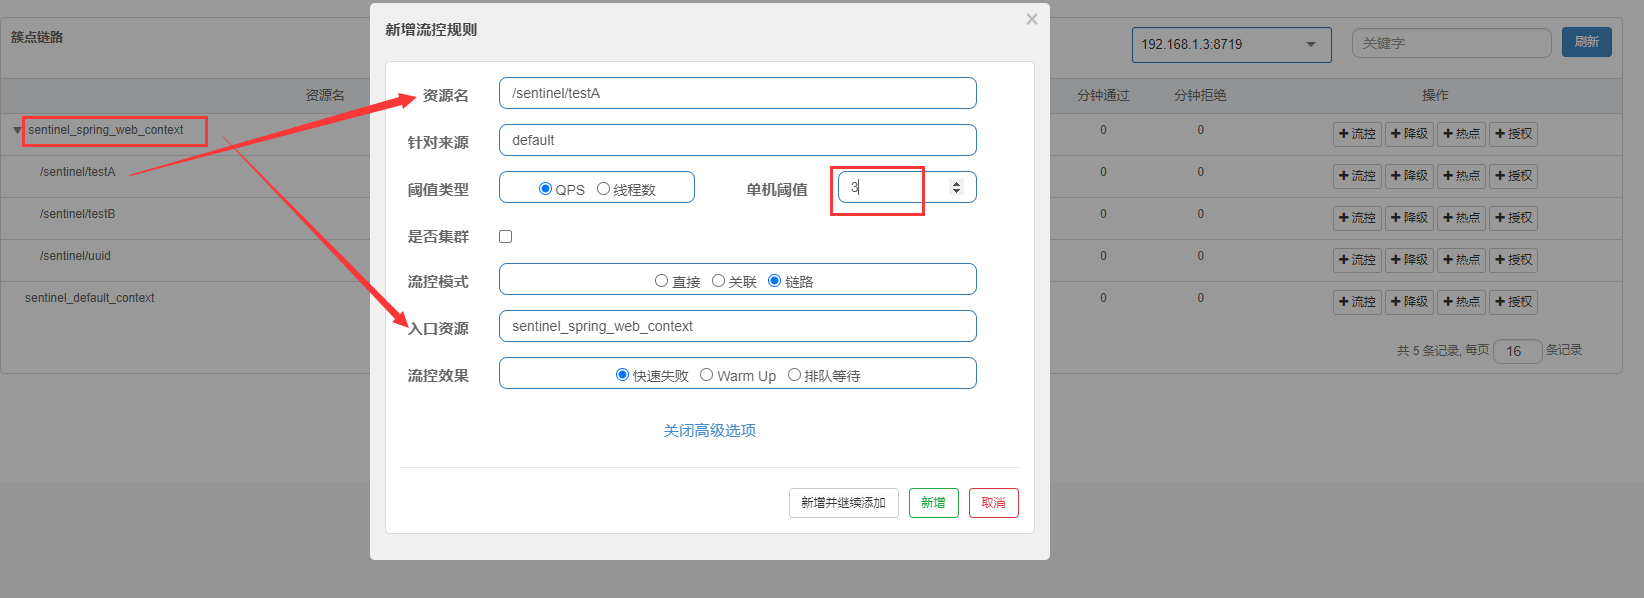 新增流控规则 ×
簇点链路 192.168.1.3:8719 关键字 刷新
资源名 分钟通过 分钟拒绝 操作
sentinel_spring_web_context 0 0 流控 降级 热点 授权
/sentinel/testA 0 0 流控 降级 热点 授权
/sentinel/testB 0 0 流控 降级 热点 授权
/sentinel/uuid 0 0 流控 降级 热点 授权
sentinel_default_context 0 0 流控 降级 热点 授权
共 5 条记录, 每页 16 条记录
资源名 /sentinel/testA
针对来源 default
阈值类型 QPS 线程数 单机阈值 3
是否集群
流控模式 直接 关联 链路
入口资源 sentinel_spring_web_context
流控效果 快速失败 Warm Up 排队等待
关闭高级选项
新增并继续添加 新增 取消